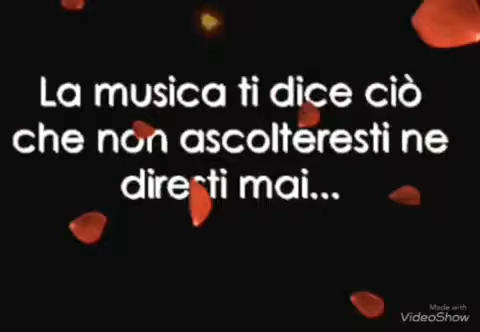 La musica ti dice ciò
che non ascolteresti ne
diresti mai...
Made with
VideoShow